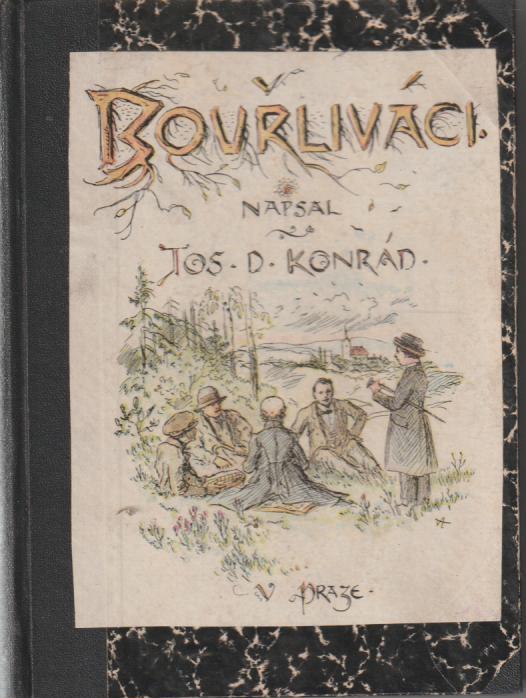 BOUŘLIVÁCI.
NAPSAL
JOS. D. KONRÁD.
V PRAZE.